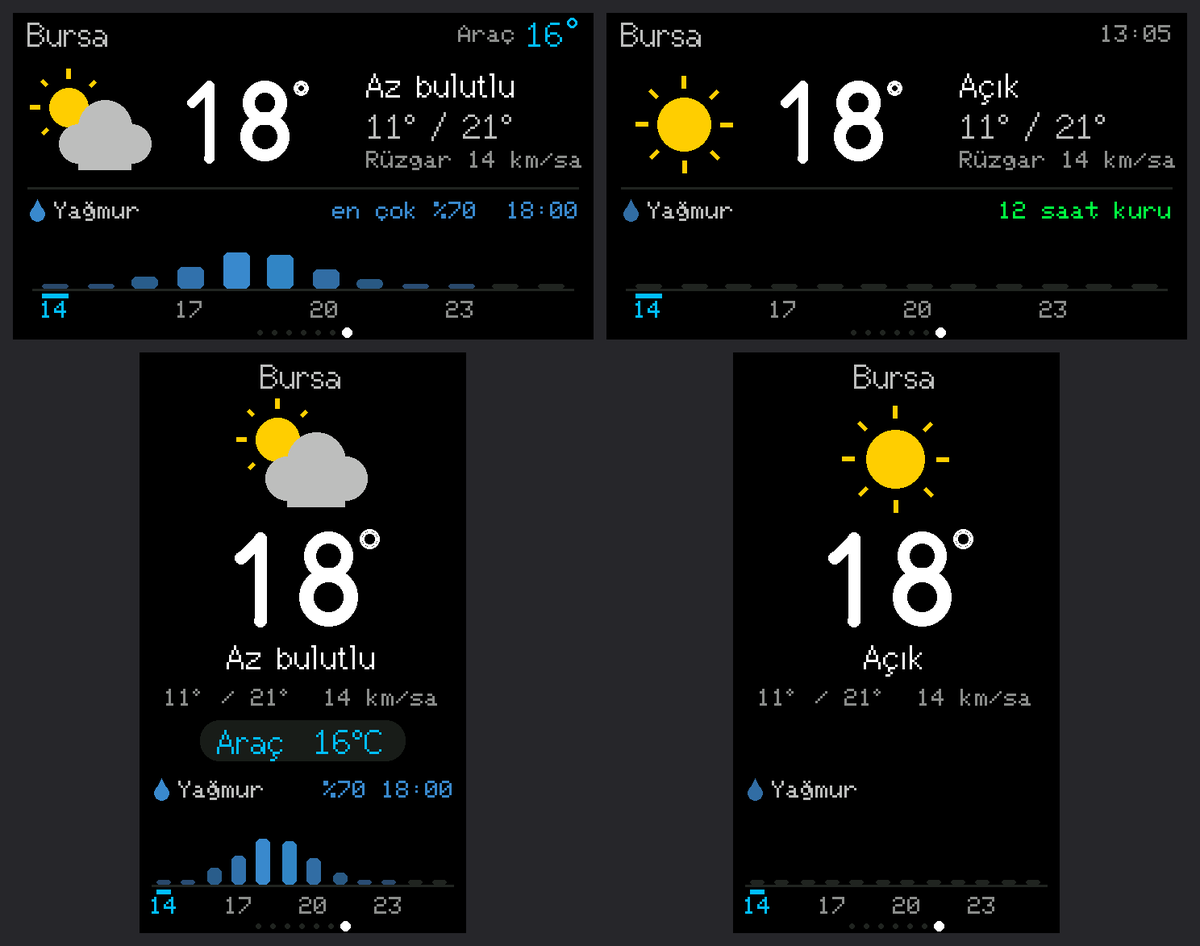 Bursa
Araç 16°
18°
Az bulutlu
11° / 21°
Rüzgar 14 km/sa
Yağmur
en çok %70 18:00
14 17 20 23
Bursa
13:05
18°
Açık
11° / 21°
Rüzgar 14 km/sa
Yağmur
12 saat kuru
14 17 20 23
Bursa
18°
Az bulutlu
11° / 21° 14 km/sa
Araç 16°C
Yağmur %70 18:00
14 17 20 23
Bursa
18°
Açık
11° / 21° 14 km/sa
Yağmur
14 17 20 23